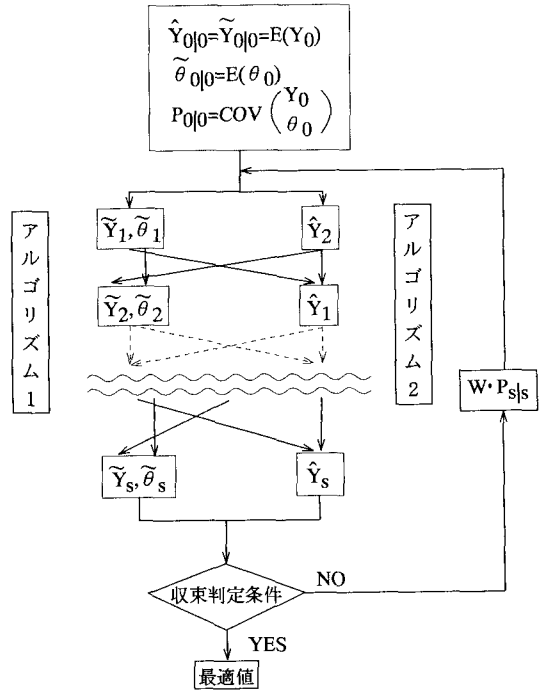 Ŷ0|0=Ỹ0|0=E(Y0)
θ̃0|0=E(θ0)
P0|0=COV(Y0
θ0)
アルゴリズム1
Ỹ1,θ̃1
Ŷ2
アルゴリズム2
Ỹ2,θ̃2
Ŷ1
W·Ps|s
Ỹs,θ̃s
Ŷs
収束判定条件
NO
YES
最適値